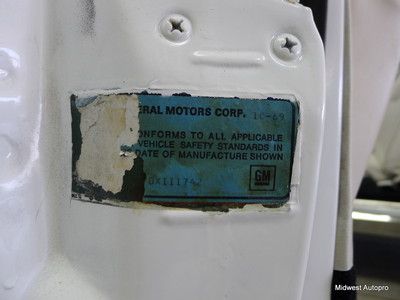 ERAL MOTORS CORP. 10-69
ONFORMS TO ALL APPLICABLE
VEHICLE SAFETY STANDARDS IN
DATE OF MANUFACTURE SHOWN
GM
Midwest Autopro